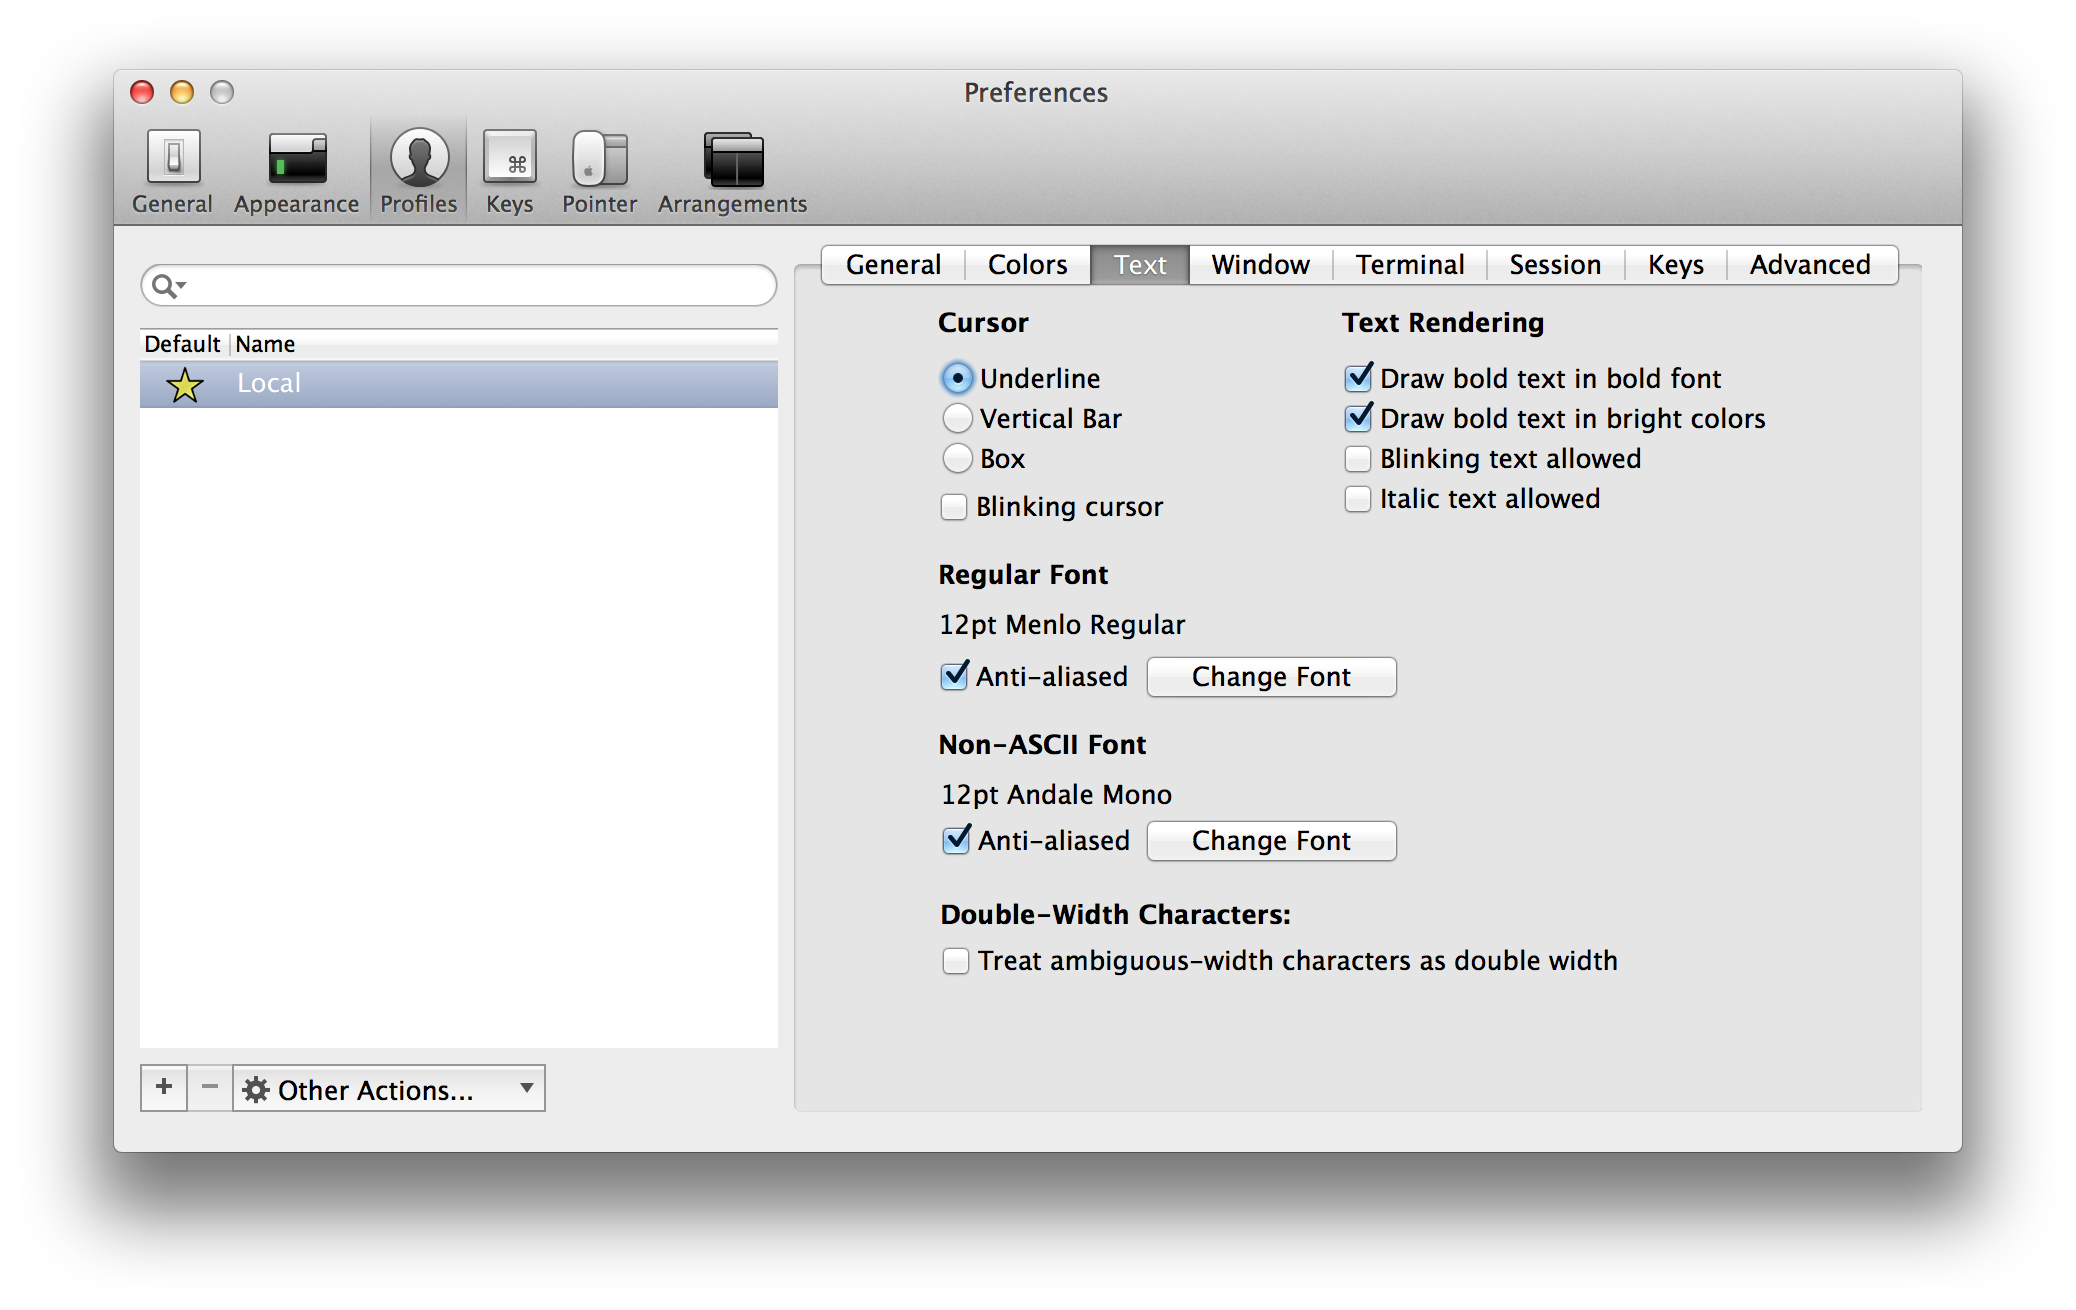 Preferences
General Appearance Profiles Keys Pointer Arrangements
General Colors Text Window Terminal Session Keys Advanced
Default Name
Local
+ − Other Actions...
Cursor
Underline
Vertical Bar
Box
Blinking cursor
Text Rendering
Draw bold text in bold font
Draw bold text in bright colors
Blinking text allowed
Italic text allowed
Regular Font
12pt Menlo Regular
Anti-aliased Change Font
Non-ASCII Font
12pt Andale Mono
Anti-aliased Change Font
Double-Width Characters:
Treat ambiguous-width characters as double width